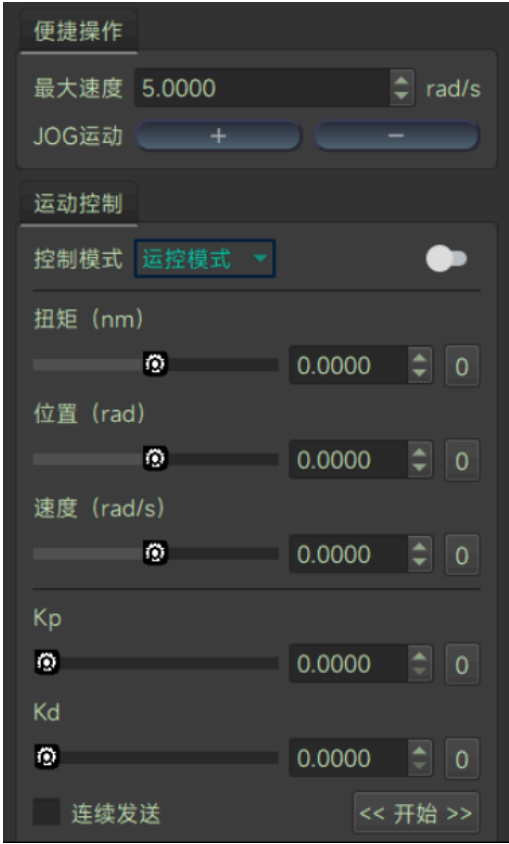 便捷操作
最大速度 5.0000 rad/s
JOG运动 + −
运动控制
控制模式 运控模式
扭矩（nm）
0.0000 0
位置（rad）
0.0000 0
速度（rad/s）
0.0000 0
Kp
0.0000 0
Kd
0.0000 0
连续发送 << 开始 >>